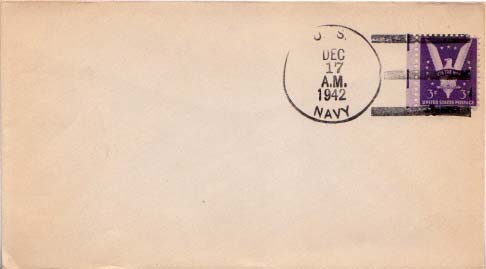 U. S.
DEC
17
A.M.
1942
NAVY
3¢ 3¢
UNITED STATES POSTAGE